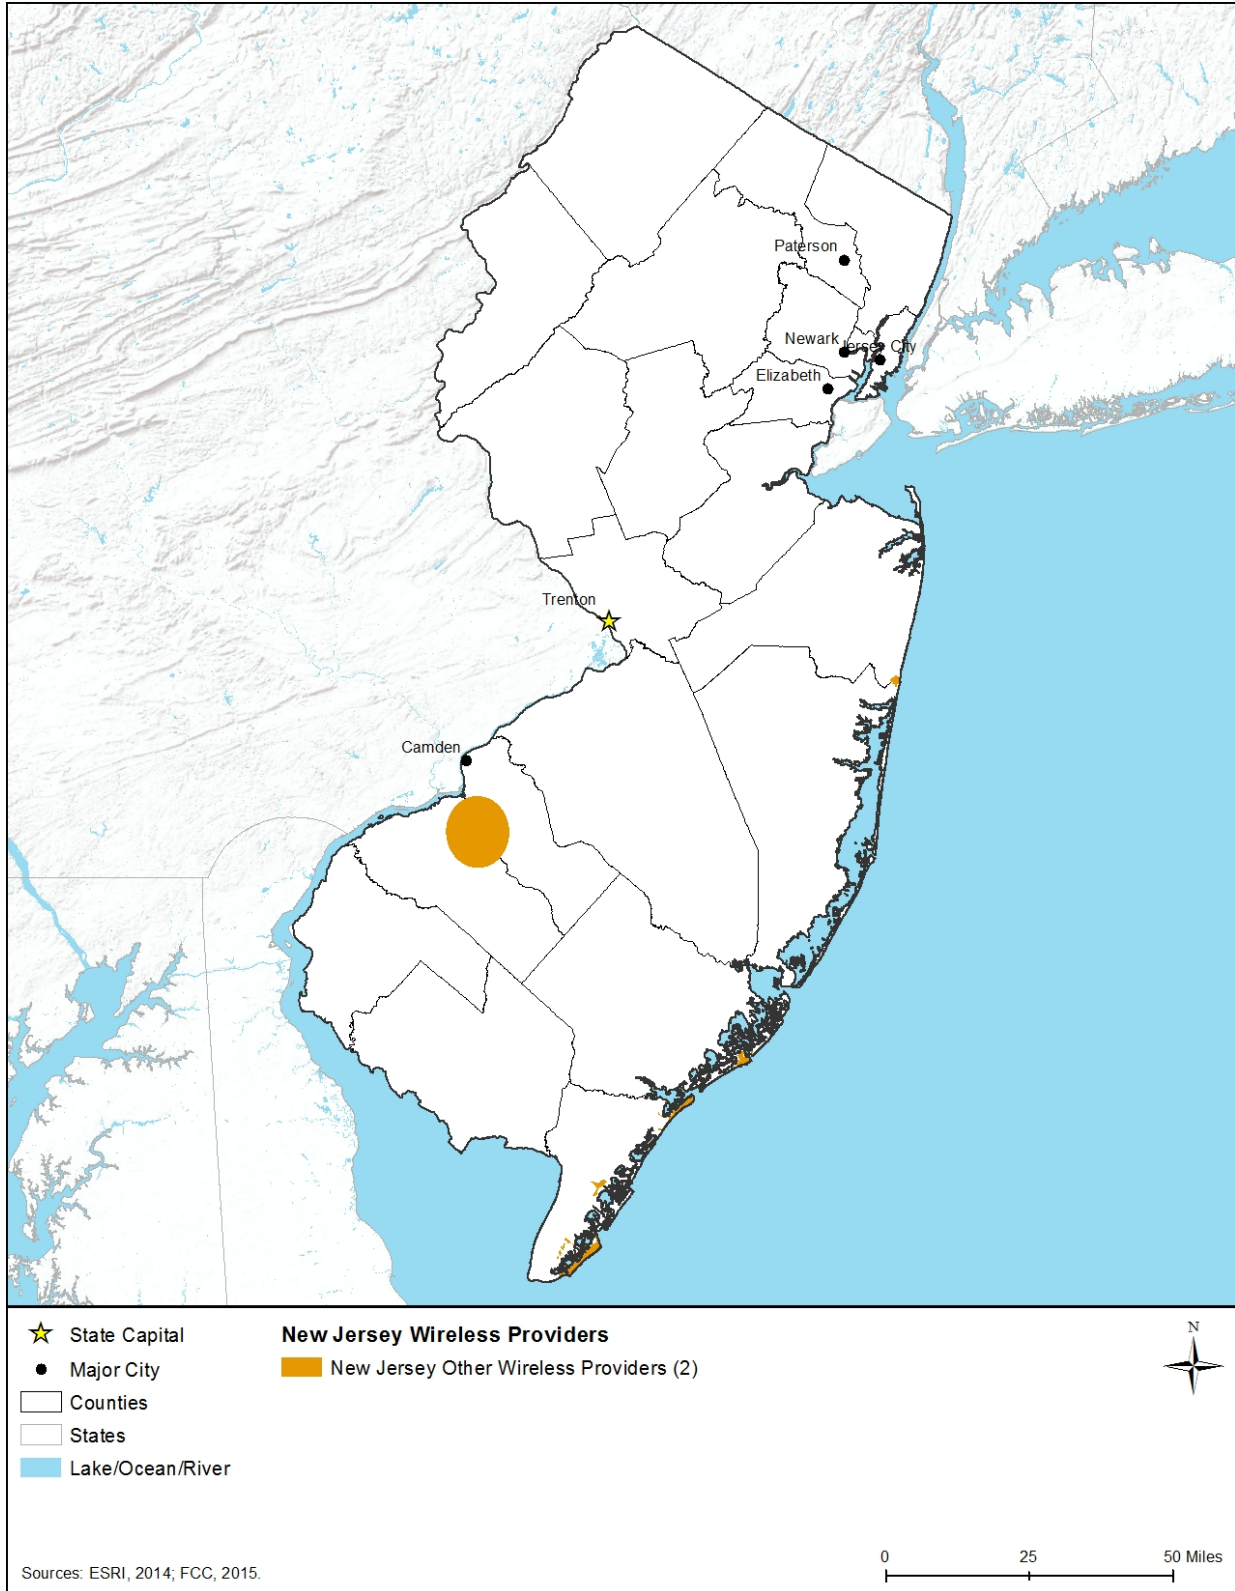 Paterson
Newark
Jersey City
Elizabeth
Trenton
Camden
State Capital
Major City
Counties
States
Lake/Ocean/River
New Jersey Wireless Providers
New Jersey Other Wireless Providers (2)
N
Sources: ESRI, 2014; FCC, 2015.
0 25 50 Miles